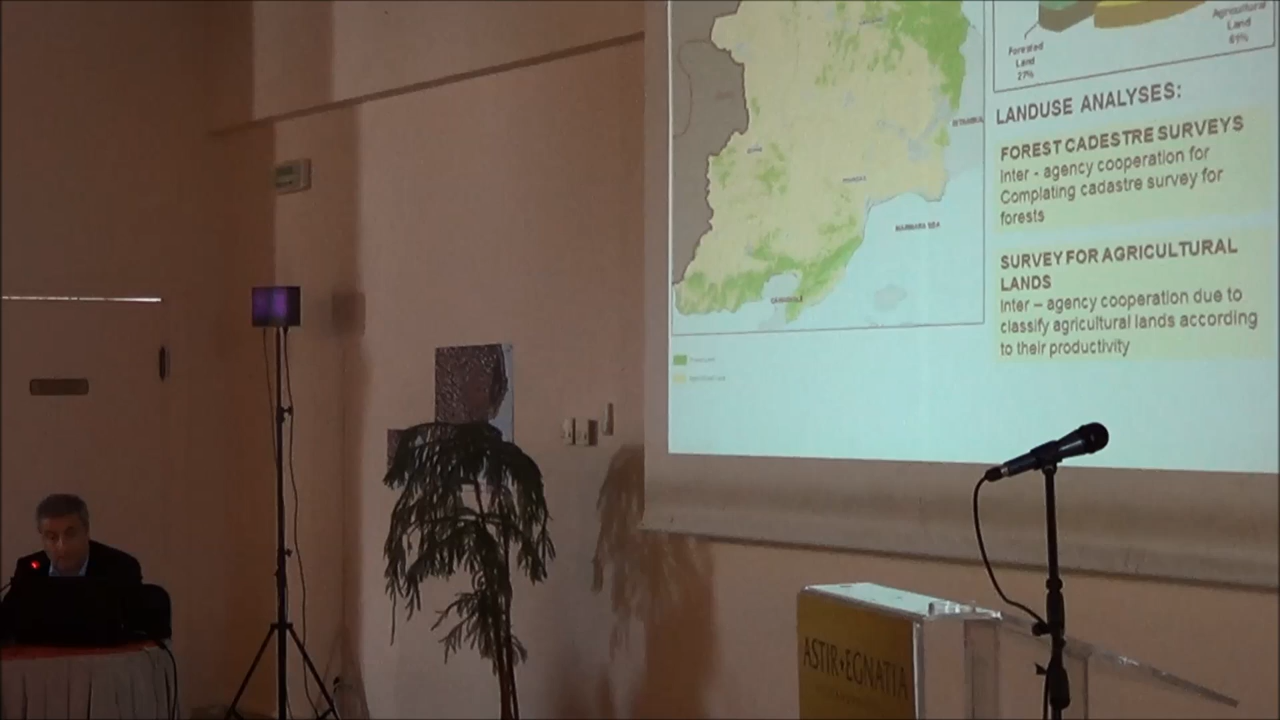 Forested
Land
27%
Agricultural
Land
61%
LANDUSE ANALYSES:
FOREST CADESTRE SURVEYS
Inter - agency cooperation for
Complating cadastre survey for
forests
SURVEY FOR AGRICULTURAL
LANDS
Inter – agency cooperation due to
classify agricultural lands according
to their productivity
ISTANBUL
MARMARA SEA
ASTIR•EGNATIA